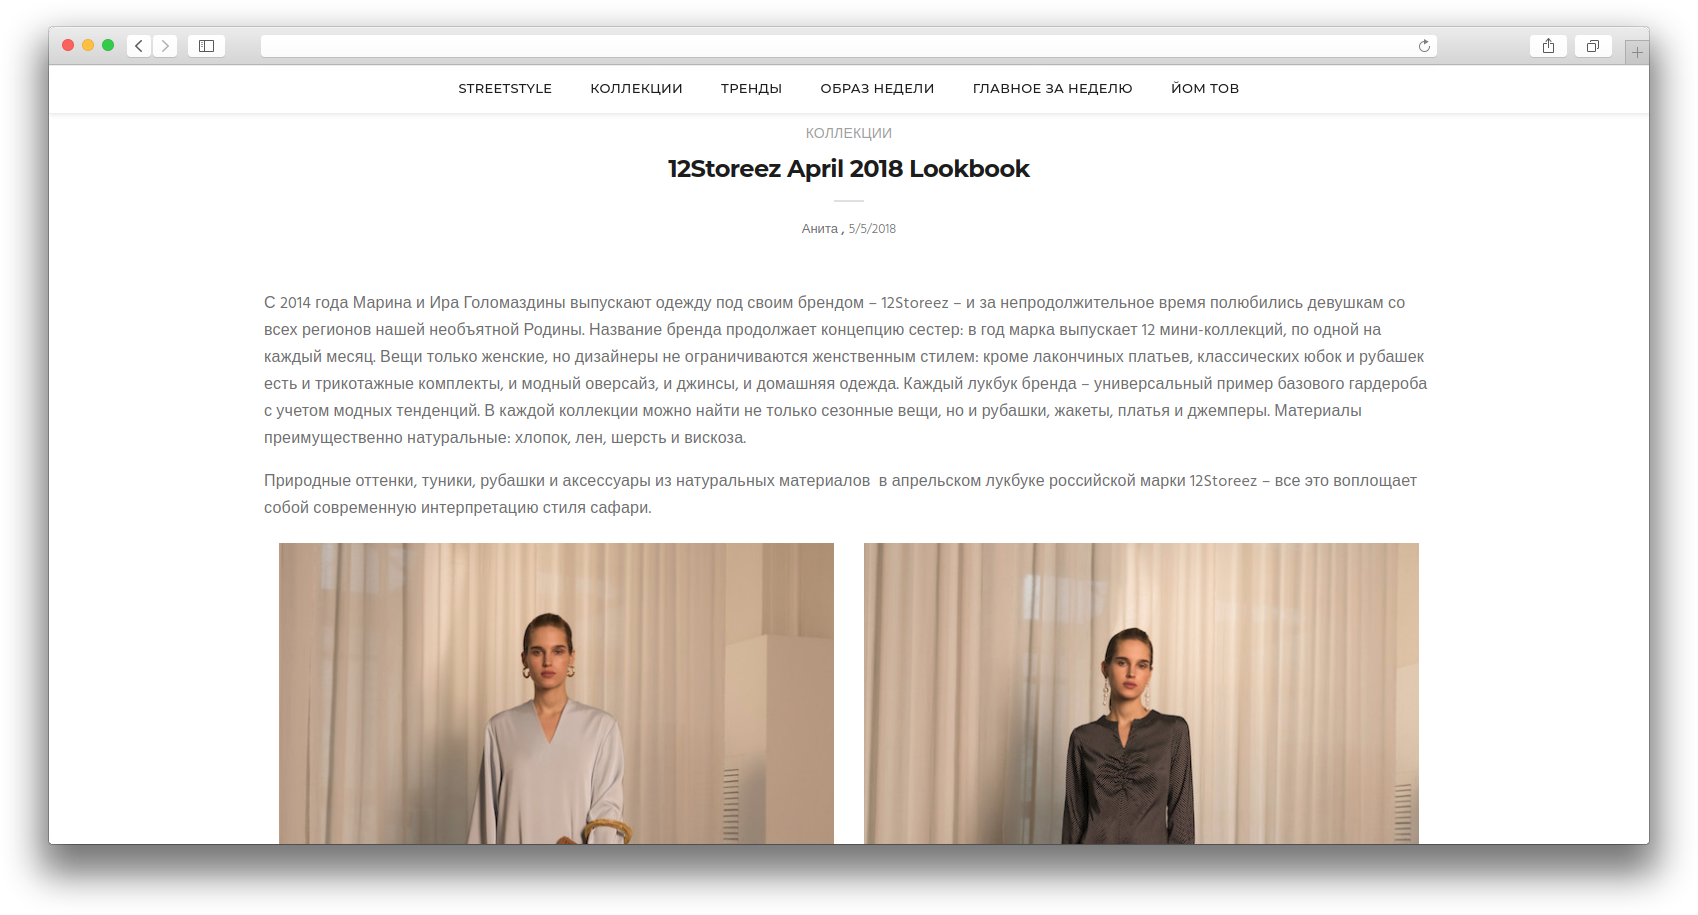 STREETSTYLE КОЛЛЕКЦИИ ТРЕНДЫ ОБРАЗ НЕДЕЛИ ГЛАВНОЕ ЗА НЕДЕЛЮ ЙОМ ТОВ
КОЛЛЕКЦИИ
12Storeez April 2018 Lookbook
Анита , 5/5/2018
С 2014 года Марина и Ира Голомаздины выпускают одежду под своим брендом – 12Storeez – и за непродолжительное время полюбились девушкам со
всех регионов нашей необъятной Родины. Название бренда продолжает концепцию сестер: в год марка выпускает 12 мини-коллекций, по одной на
каждый месяц. Вещи только женские, но дизайнеры не ограничиваются женственным стилем: кроме лакончиных платьев, классических юбок и рубашек
есть и трикотажные комплекты, и модный оверсайз, и джинсы, и домашняя одежда. Каждый лукбук бренда – универсальный пример базового гардероба
с учетом модных тенденций. В каждой коллекции можно найти не только сезонные вещи, но и рубашки, жакеты, платья и джемперы. Материалы
преимущественно натуральные: хлопок, лен, шерсть и вискоза.
Природные оттенки, туники, рубашки и аксессуары из натуральных материалов  в апрельском лукбуке российской марки 12Storeez – все это воплощает
собой современную интерпретацию стиля сафари.